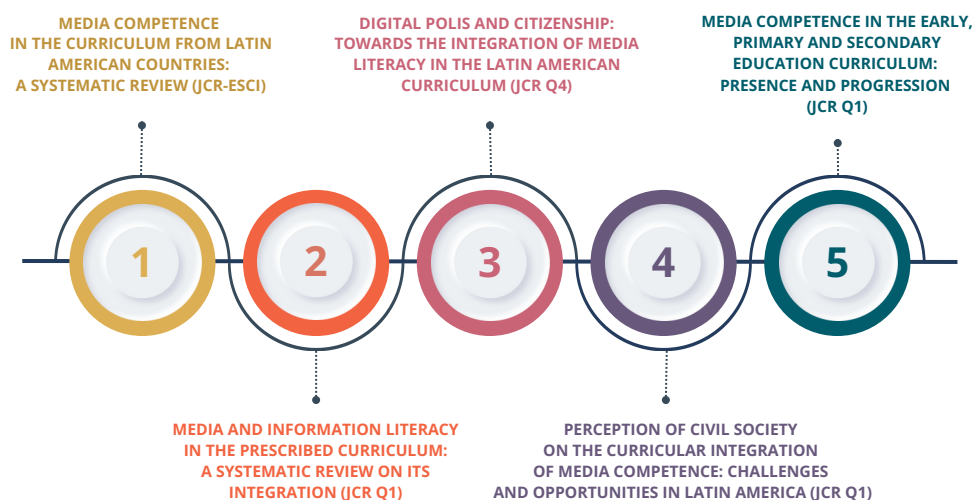 MEDIA COMPETENCE
IN THE CURRICULUM FROM LATIN
AMERICAN COUNTRIES:
A SYSTEMATIC REVIEW (JCR-ESCI)
DIGITAL POLIS AND CITIZENSHIP:
TOWARDS THE INTEGRATION OF MEDIA
LITERACY IN THE LATIN AMERICAN
CURRICULUM (JCR Q4)
MEDIA COMPETENCE IN THE EARLY,
PRIMARY AND SECONDARY
EDUCATION CURRICULUM:
PRESENCE AND PROGRESSION
(JCR Q1)
1
2
3
4
5
MEDIA AND INFORMATION LITERACY
IN THE PRESCRIBED CURRICULUM:
A SYSTEMATIC REVIEW ON ITS
INTEGRATION (JCR Q1)
PERCEPTION OF CIVIL SOCIETY
ON THE CURRICULAR INTEGRATION
OF MEDIA COMPETENCE: CHALLENGES
AND OPPORTUNITIES IN LATIN AMERICA (JCR Q1)